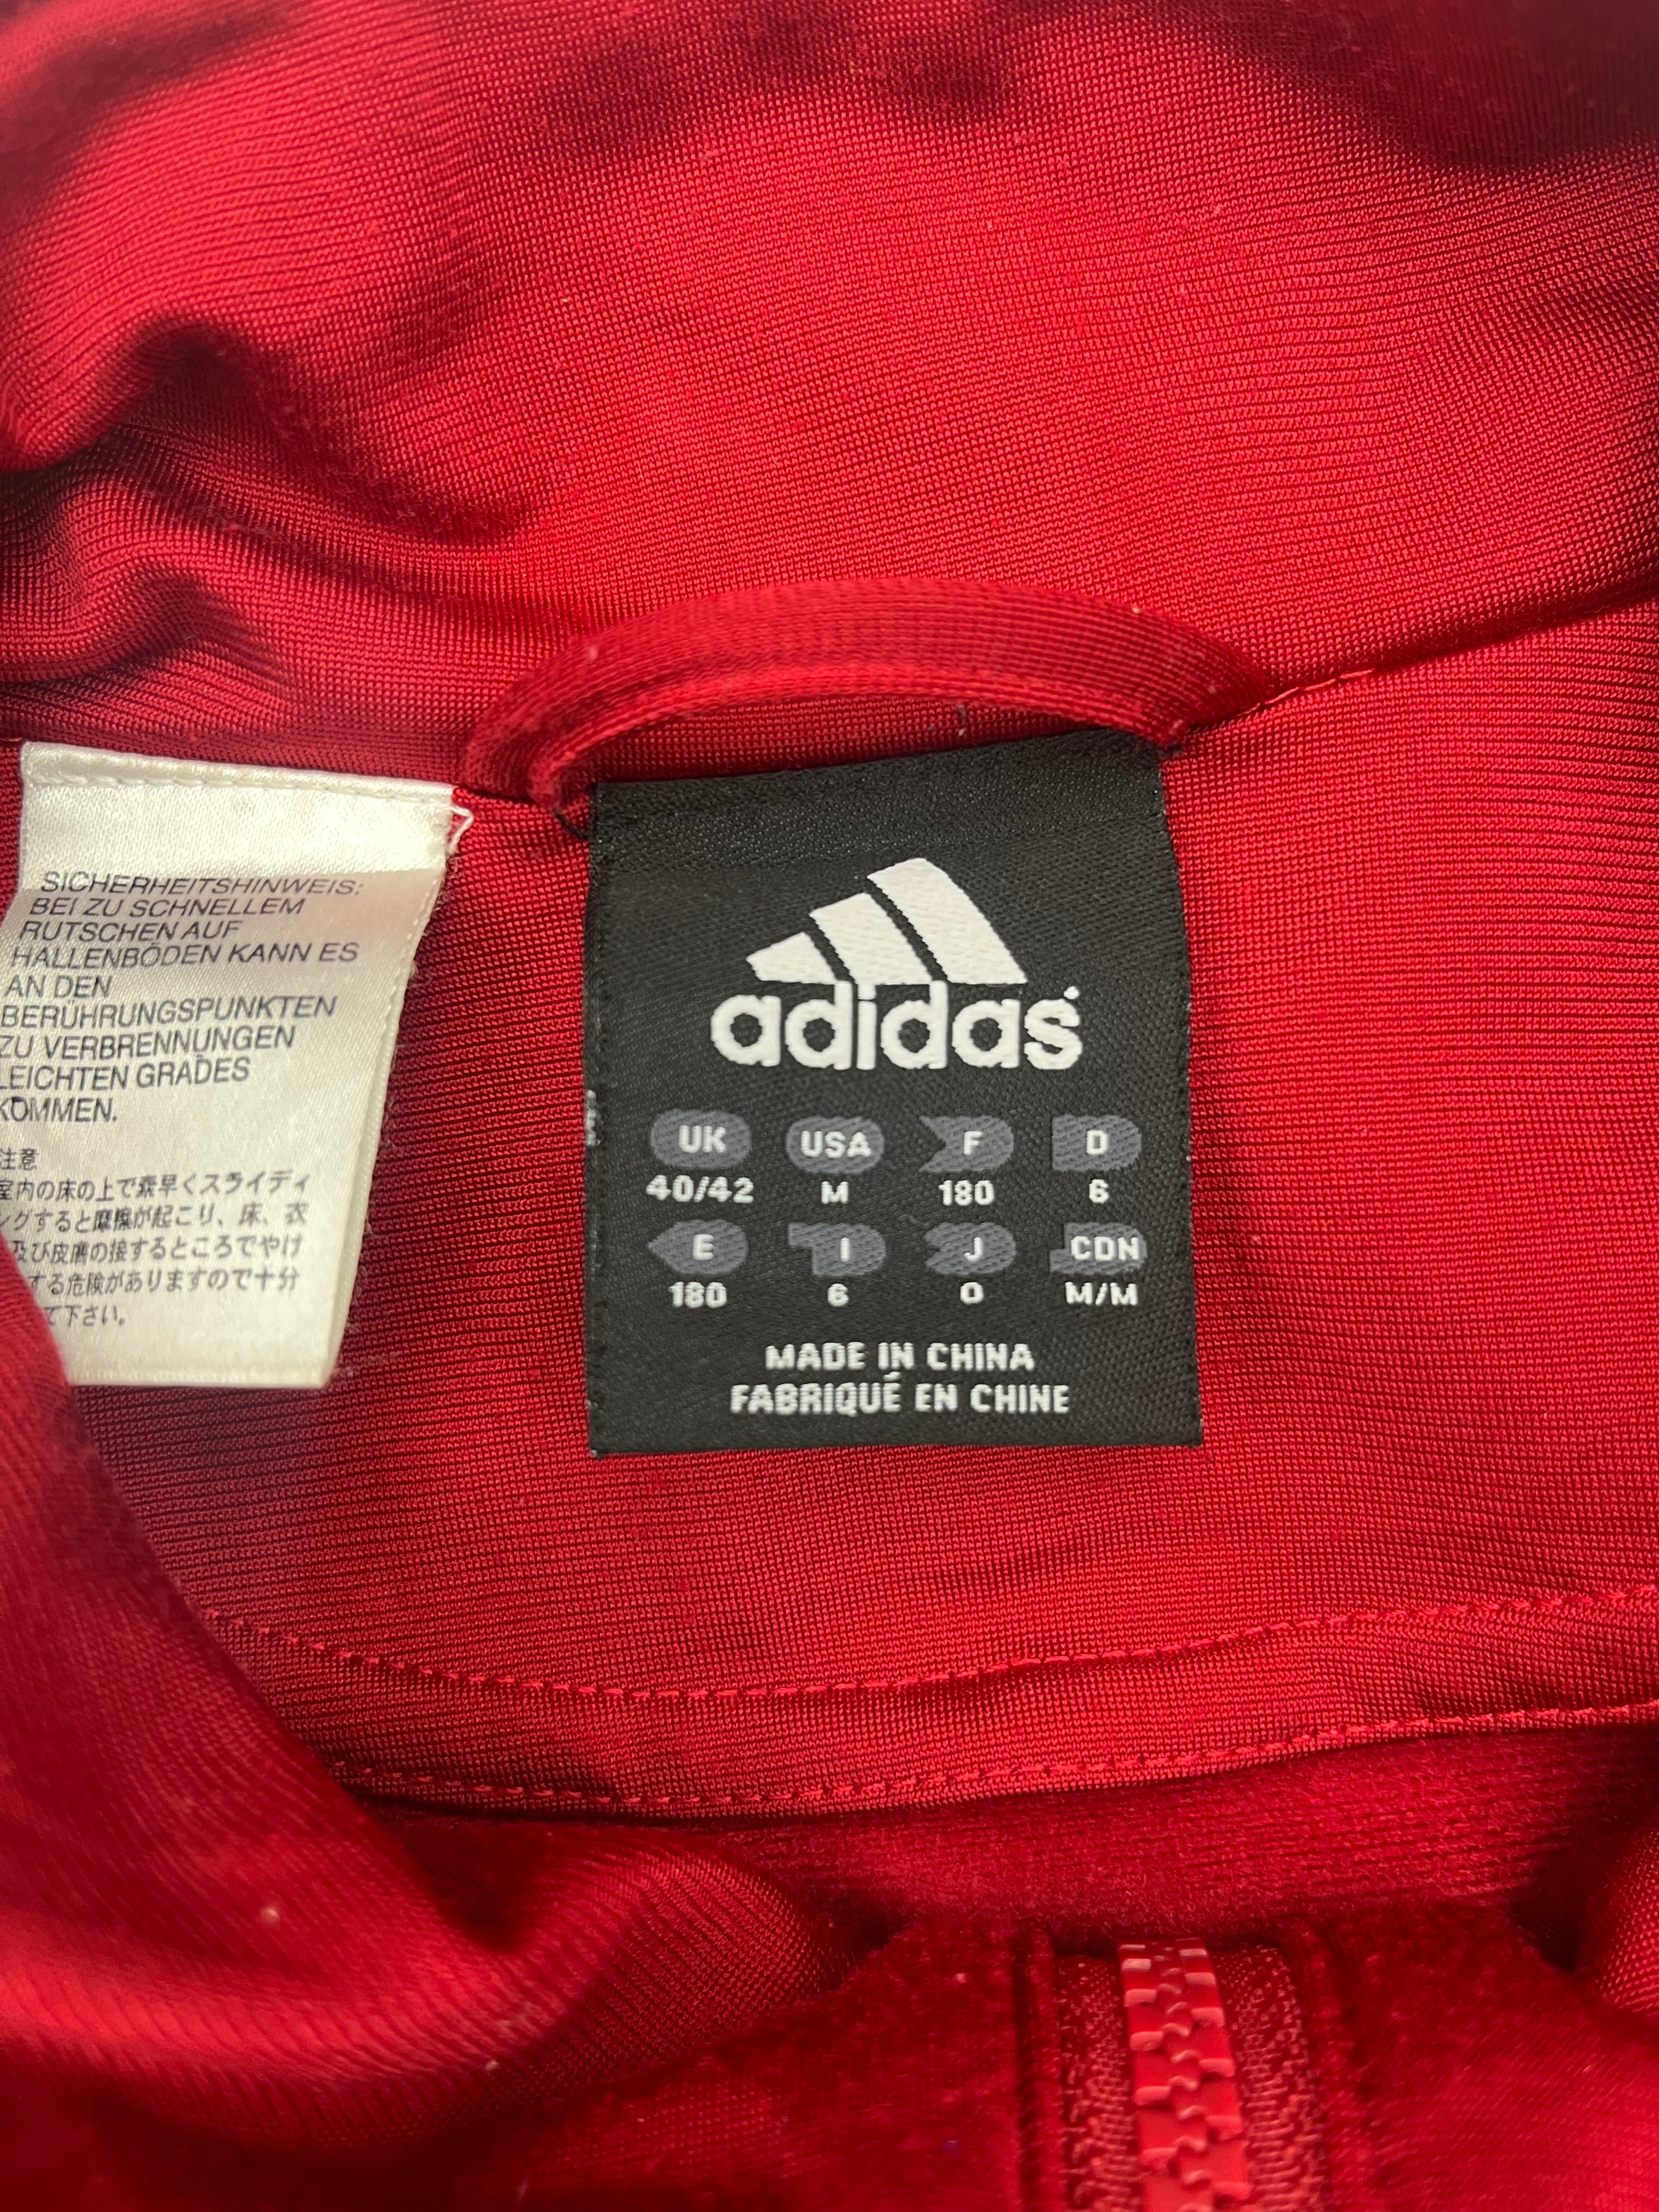 SICHERHEITSHINWEIS:
BEI ZU SCHNELLEM
RUTSCHEN AUF
HALLENBÖDEN KANN ES
AN DEN
BERÜHRUNGSPUNKTEN
ZU VERBRENNUNGEN
LEICHTEN GRADES
KOMMEN.
注意
室内の床の上で素早くスライディ
ングすると摩擦が起こり、床、衣
及び皮膚の接するところでやけ
する危険がありますので十分
て下さい。
adidas
UK USA F D
40/42 M 180 6
E I J CDN
180 6 O M/M
MADE IN CHINA
FABRIQUÉ EN CHINE